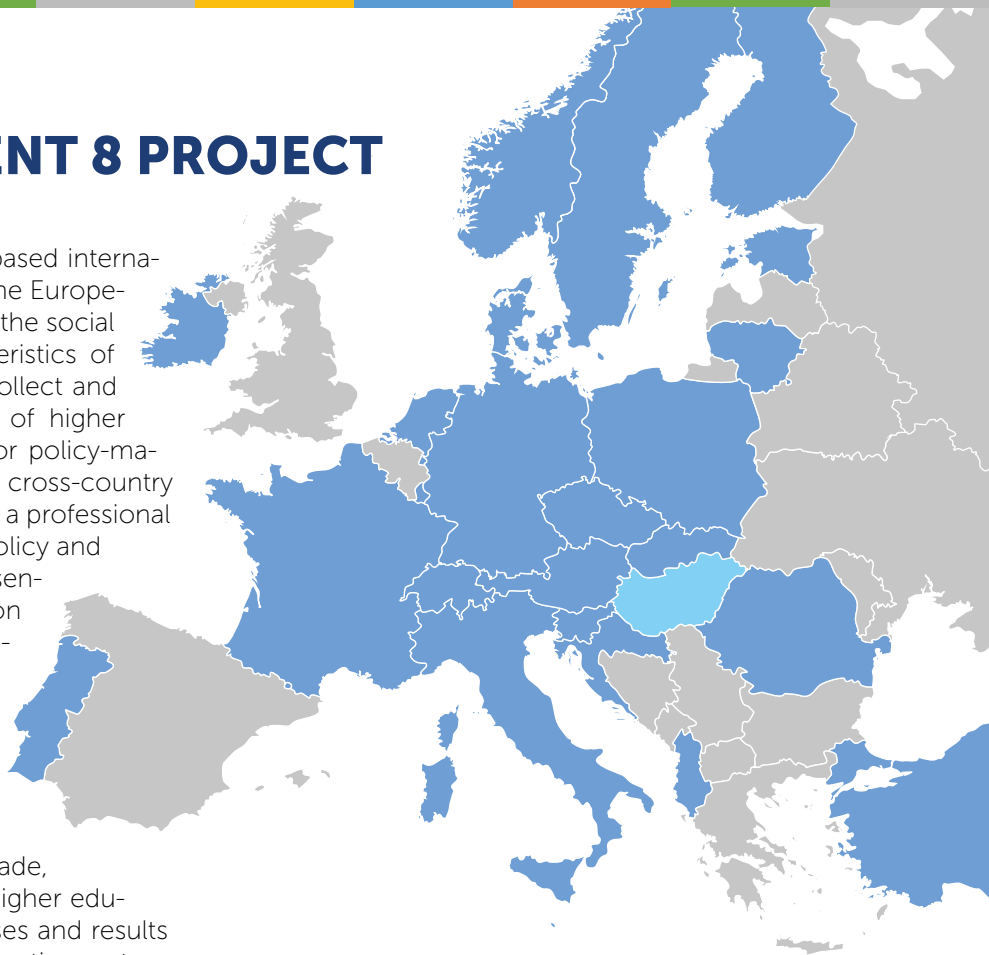 ENT 8 PROJECT
based interna-
he Europe-
the social
eristics of
ollect and
of higher
or policy-ma-
cross-country
a professional
olicy and
sen-
on
-
ade,
igher edu-
ses and results